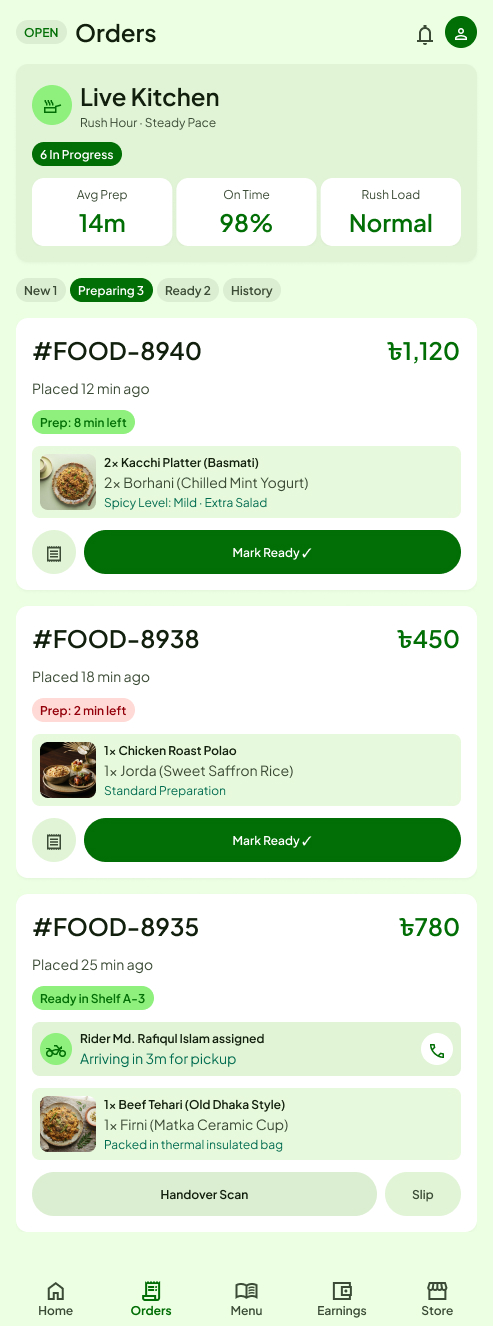 OPEN Orders
Live Kitchen
Rush Hour · Steady Pace
6 In Progress
Avg Prep On Time Rush Load
14m 98% Normal
New 1 Preparing 3 Ready 2 History
#FOOD-8940 ৳1,120
Placed 12 min ago
Prep: 8 min left
2× Kacchi Platter (Basmati)
2× Borhani (Chilled Mint Yogurt)
Spicy Level: Mild · Extra Salad
Mark Ready ✓
#FOOD-8938 ৳450
Placed 18 min ago
Prep: 2 min left
1× Chicken Roast Polao
1× Jorda (Sweet Saffron Rice)
Standard Preparation
Mark Ready ✓
#FOOD-8935 ৳780
Placed 25 min ago
Ready in Shelf A-3
Rider Md. Rafiqul Islam assigned
Arriving in 3m for pickup
1× Beef Tehari (Old Dhaka Style)
1× Firni (Matka Ceramic Cup)
Packed in thermal insulated bag
Handover Scan Slip
Home Orders Menu Earnings Store